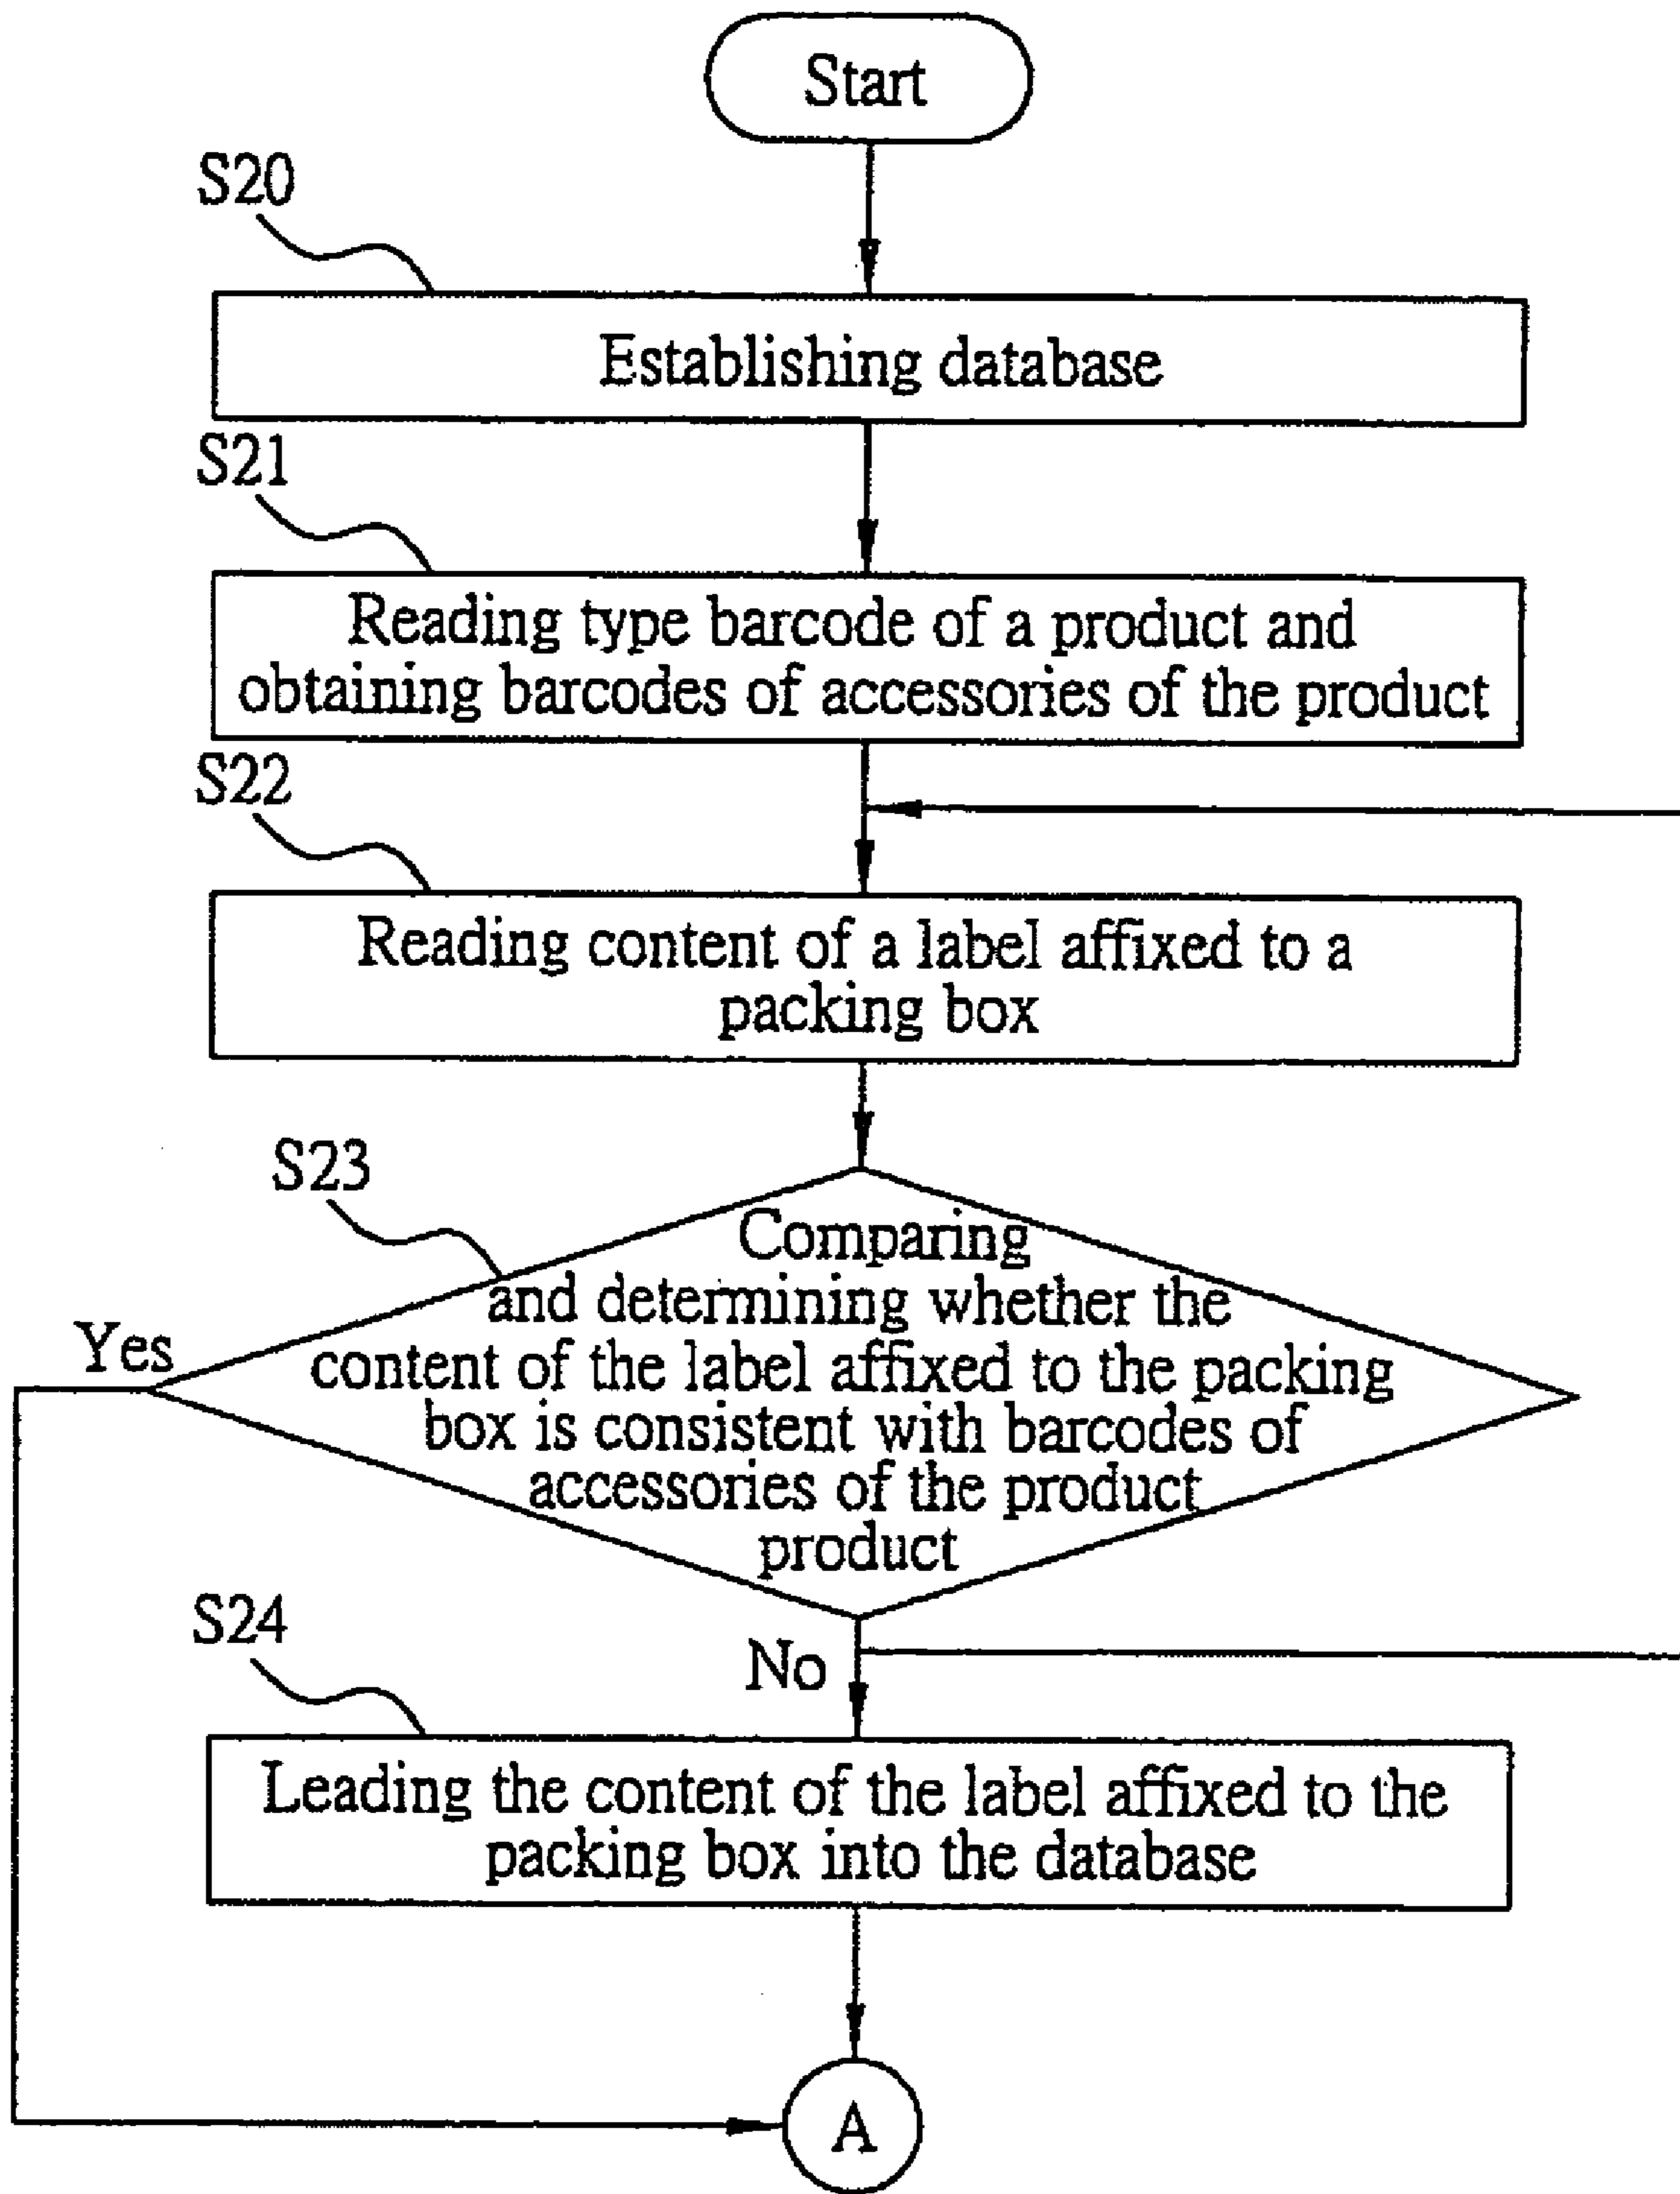 Start
S20
Establishing database
S21
Reading type barcode of a product and
obtaining barcodes of accessories of the product
S22
Reading content of a label affixed to a
packing box
S23
Comparing
and determining whether the
content of the label affixed to the packing
box is consistent with barcodes of
accessories of the product
product
Yes
No
S24
Leading the content of the label affixed to the
packing box into the database
A